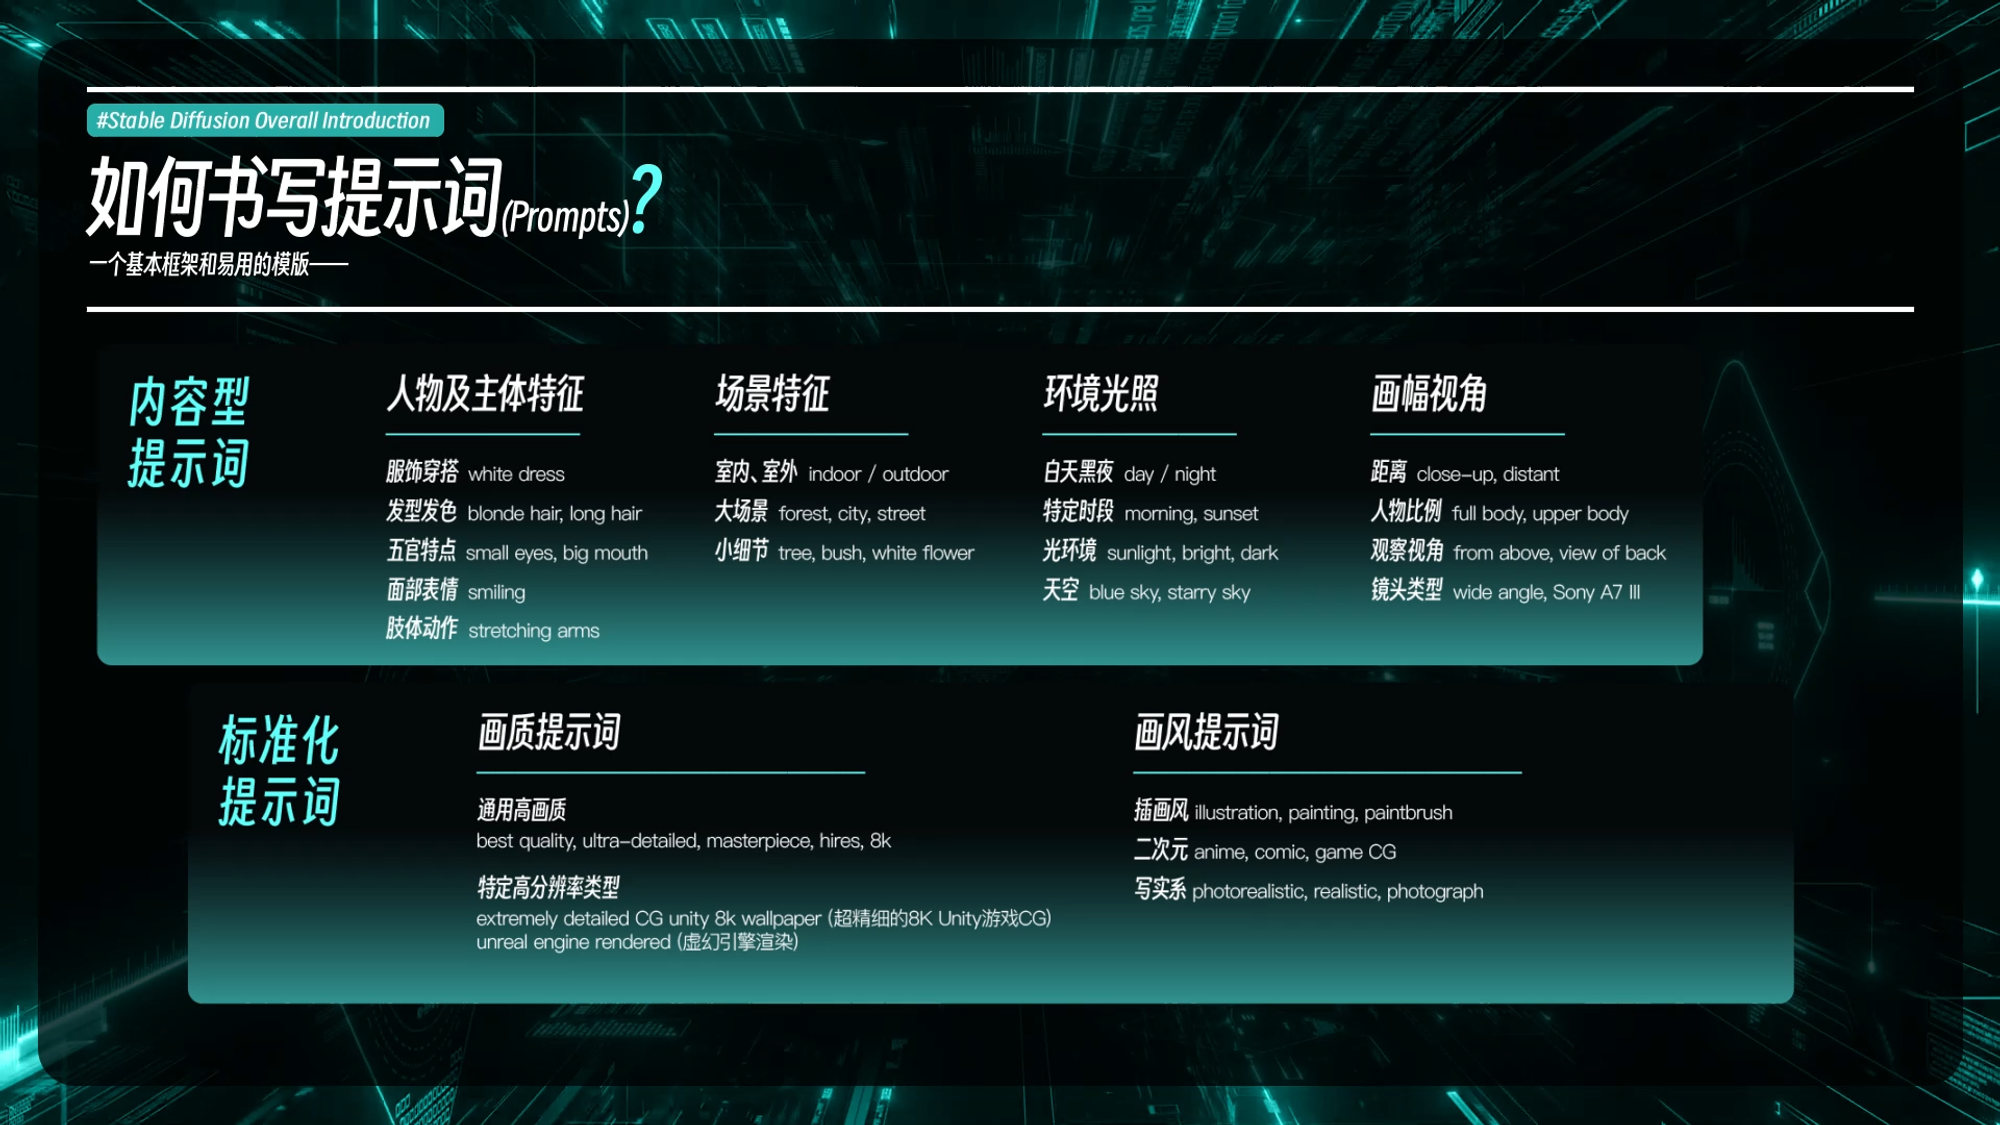 #Stable Diffusion Overall Introduction
如何书写提示词(Prompts)?
一个基本框架和易用的模版——
内容型
提示词
人物及主体特征
服饰穿搭 white dress
发型发色 blonde hair, long hair
五官特点 small eyes, big mouth
面部表情 smiling
肢体动作 stretching arms
场景特征
室内、室外 indoor / outdoor
大场景 forest, city, street
小细节 tree, bush, white flower
环境光照
白天黑夜 day / night
特定时段 morning, sunset
光环境 sunlight, bright, dark
天空 blue sky, starry sky
画幅视角
距离 close-up, distant
人物比例 full body, upper body
观察视角 from above, view of back
镜头类型 wide angle, Sony A7 III
标准化
提示词
画质提示词
通用高画质
best quality, ultra-detailed, masterpiece, hires, 8k
特定高分辨率类型
extremely detailed CG unity 8k wallpaper (超精细的8K Unity游戏CG)
unreal engine rendered (虚幻引擎渲染)
画风提示词
插画风 illustration, painting, paintbrush
二次元 anime, comic, game CG
写实系 photorealistic, realistic, photograph